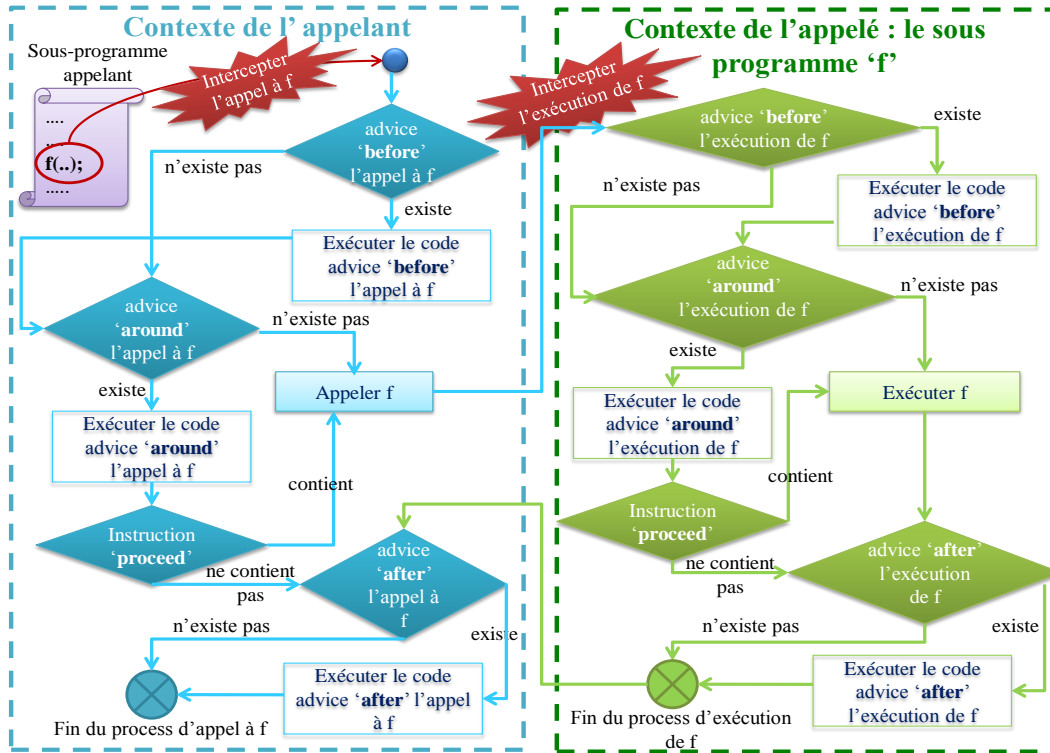 Contexte de l’ appelant
Sous-programme
appelant
....
....
f(..);
.....
Intercepter
l’appel à f
advice
‘before’
l’appel à f
n’existe pas
existe
Exécuter le code
advice ‘before’
l’appel à f
advice
‘around’
l’appel à f
n’existe pas
existe
Appeler f
Exécuter le code
advice ‘around’
l’appel à f
contient
Instruction
‘proceed’
ne contient
pas
advice
‘after’
l’appel à
f
n’existe pas
existe
Exécuter le code
advice ‘after’ l’appel
à f
Fin du process d’appel à f
Contexte de l’appelé : le sous
programme ‘f’
Intercepter
l’exécution de f
advice ‘before’
l’exécution de f
existe
n’existe pas
Exécuter le code
advice ‘before’
l’exécution de f
advice
‘around’
l’exécution de f
n’existe pas
existe
Exécuter le code
advice ‘around’
l’exécution de f
Exécuter f
contient
Instruction
‘proceed’
ne contient
pas
advice ‘after’
l’exécution
de f
n’existe pas
existe
Exécuter le code
advice ‘after’
l’exécution de f
Fin du process d’exécution
de f